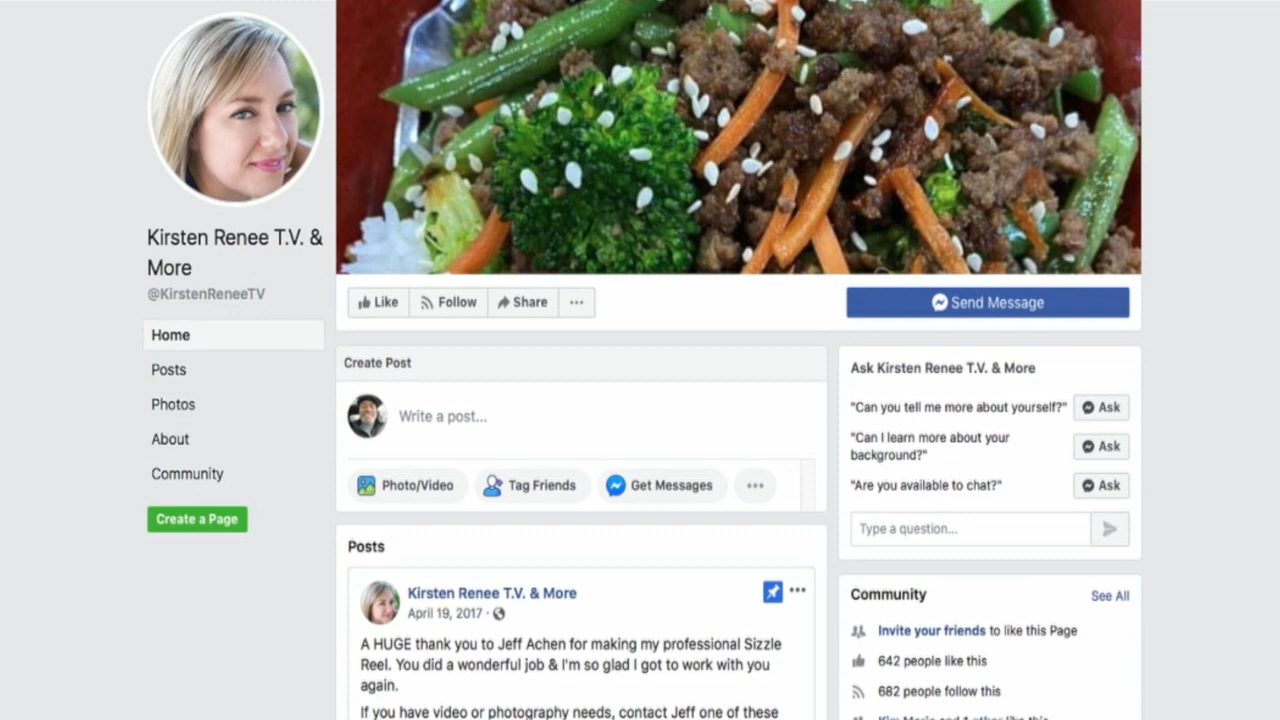 Kirsten Renee T.V. &
More
@KirstenReneeTV
Home
Posts
Photos
About
Community
Create a Page
Like
Follow
Share
Send Message
Create Post
Write a post...
Photo/Video
Tag Friends
Get Messages
Posts
Kirsten Renee T.V. & More
April 19, 2017 ·
A HUGE thank you to Jeff Achen for making my professional Sizzle
Reel. You did a wonderful job & I'm so glad I got to work with you
again.
If you have video or photography needs, contact Jeff one of these
Ask Kirsten Renee T.V. & More
"Can you tell me more about yourself?"
Ask
"Can I learn more about your
background?"
Ask
"Are you available to chat?"
Ask
Type a question...
Community
See All
Invite your friends to like this Page
642 people like this
682 people follow this